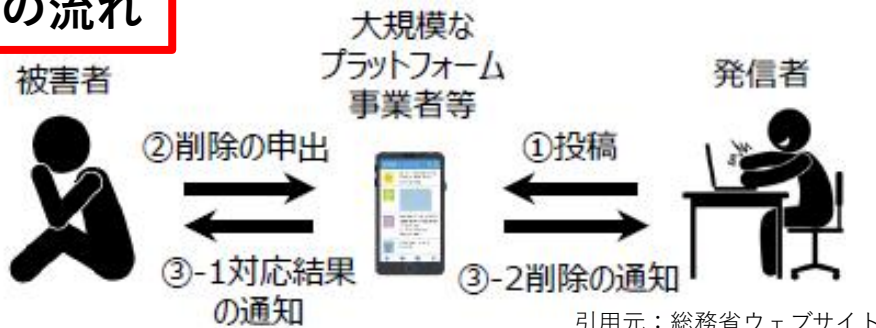 の流れ
大規模な
プラットフォーム
事業者等
被害者
発信者
②削除の申出
①投稿
③-1対応結果
の通知
③-2削除の通知
引用元：総務省ウェブサイト